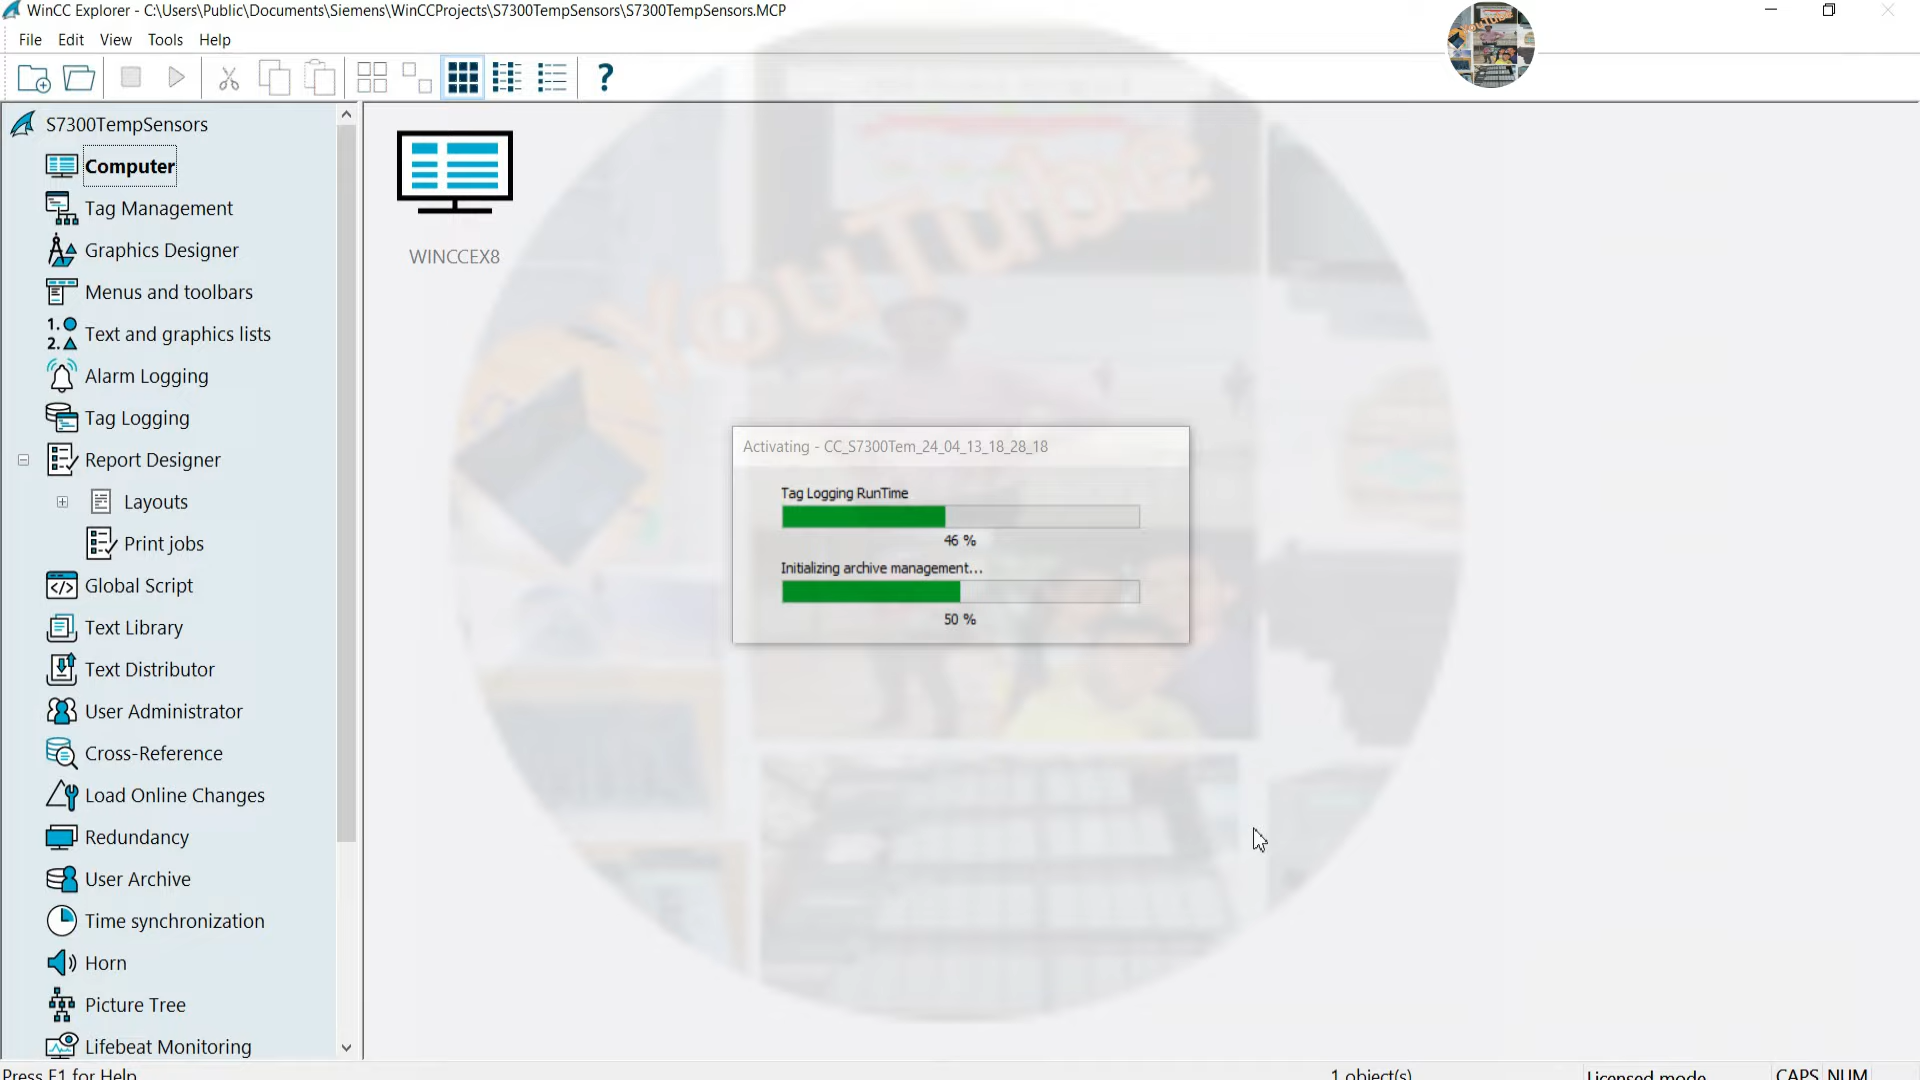 WinCC Explorer - C:\Users\Public\Documents\Siemens\WinCCProjects\S7300TempSensors\S7300TempSensors.MCP
File Edit View Tools Help
?
S7300TempSensors
Computer
Tag Management
Graphics Designer
Menus and toolbars
1.
2.
Text and graphics lists
Alarm Logging
Tag Logging
Report Designer
Layouts
Print jobs
Global Script
Text Library
Text Distributor
User Administrator
Cross-Reference
Load Online Changes
Redundancy
User Archive
Time synchronization
Horn
Picture Tree
Lifebeat Monitoring
WINCCEX8
YouTube
Activating - CC_S7300Tem_24_04_13_18_28_18
Tag Logging RunTime
46 %
Initializing archive management...
50 %
YouTube
Press F1 for Help
1 object(s)
Licensed mode
CAPS NUM